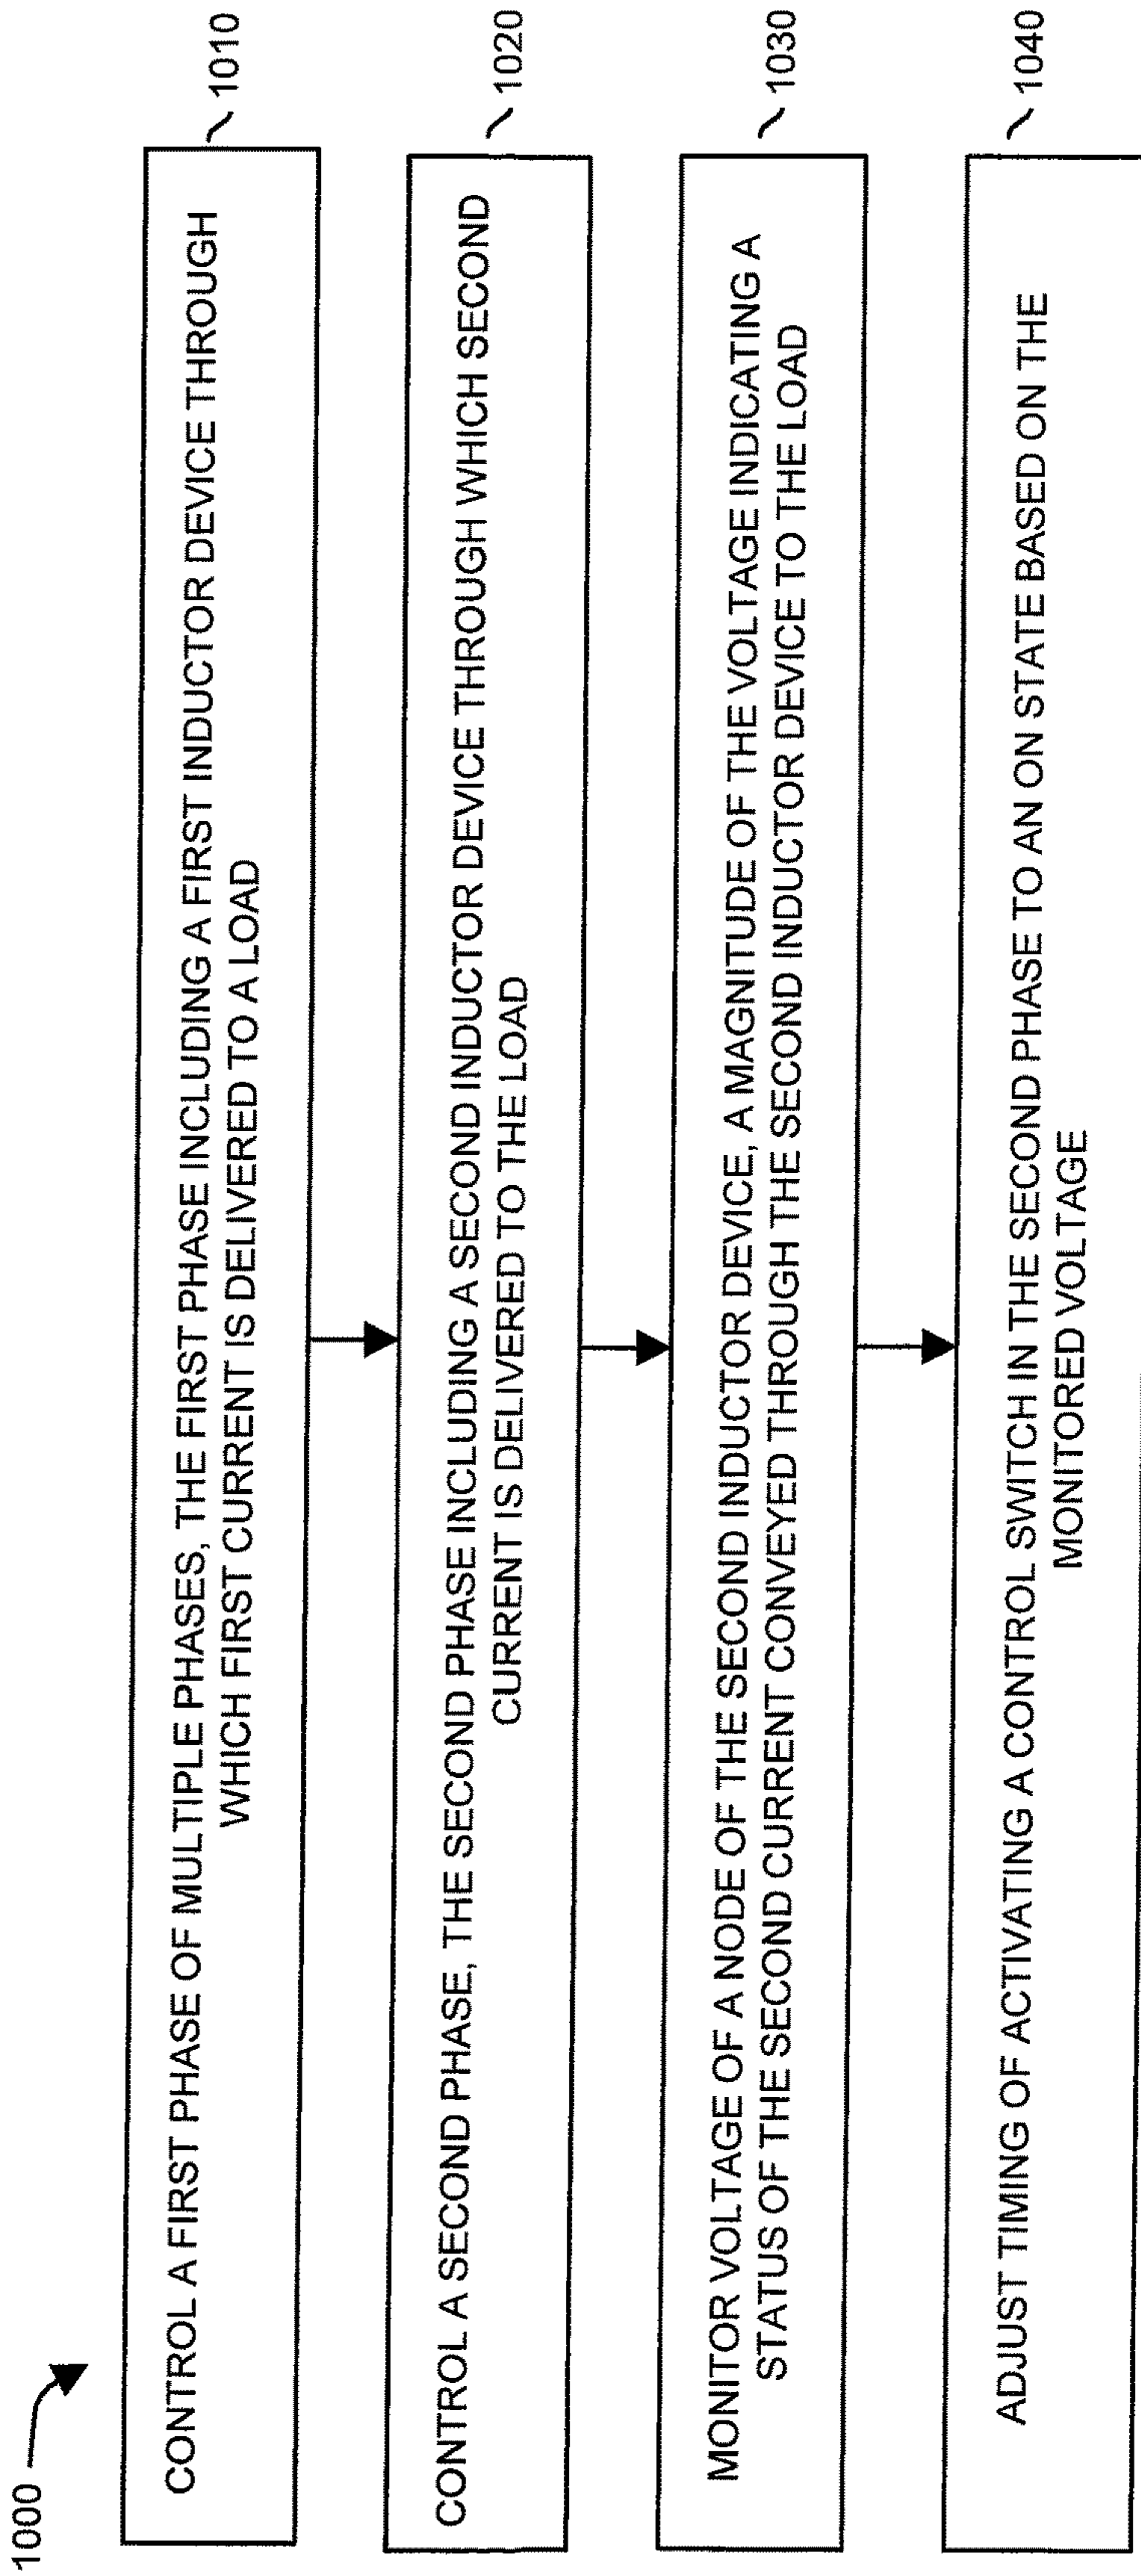 1000
CONTROL A FIRST PHASE OF MULTIPLE PHASES, THE FIRST PHASE INCLUDING A FIRST INDUCTOR DEVICE THROUGH
WHICH FIRST CURRENT IS DELIVERED TO A LOAD
1010
CONTROL A SECOND PHASE, THE SECOND PHASE INCLUDING A SECOND INDUCTOR DEVICE THROUGH WHICH SECOND
CURRENT IS DELIVERED TO THE LOAD
1020
MONITOR VOLTAGE OF A NODE OF THE SECOND INDUCTOR DEVICE, A MAGNITUDE OF THE VOLTAGE INDICATING A
STATUS OF THE SECOND CURRENT CONVEYED THROUGH THE SECOND INDUCTOR DEVICE TO THE LOAD
1030
ADJUST TIMING OF ACTIVATING A CONTROL SWITCH IN THE SECOND PHASE TO AN ON STATE BASED ON THE
MONITORED VOLTAGE
1040